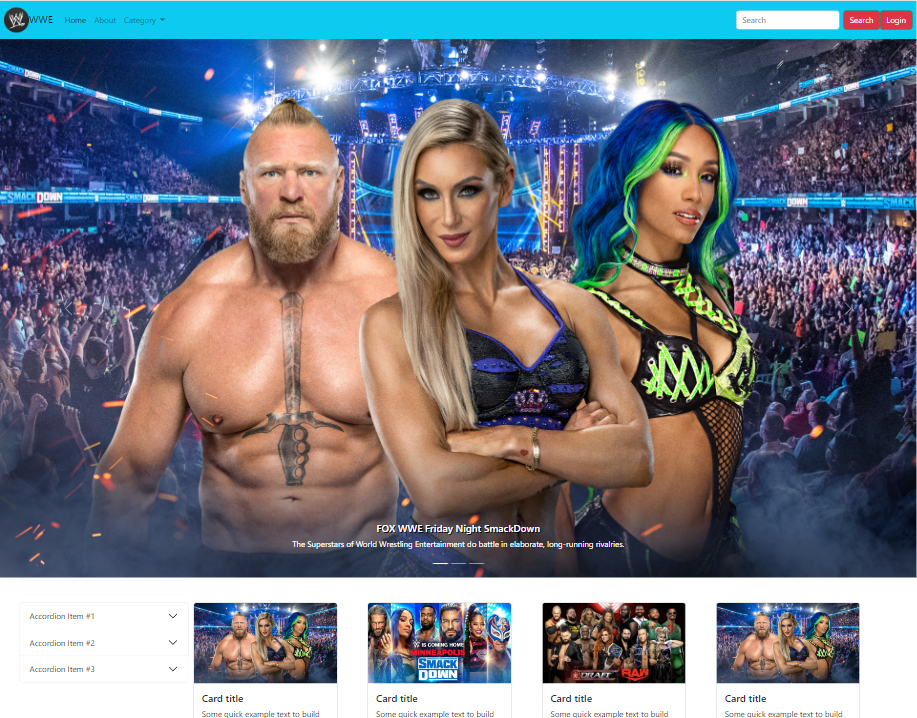 WWE Home About Category Search Search Login
SMACKDOWN
SMACKDOWN
SMACKDOWN
FOX WWE Friday Night SmackDown
The Superstars of World Wrestling Entertainment do battle in elaborate, long-running rivalries.
Accordion Item #1
Accordion Item #2
Accordion Item #3
IS COMING HOME
MINNEAPOLIS
SMACK
DOWN
DRAFT RAW
Card title Card title Card title Card title
Some quick example text to build Some quick example text to build Some quick example text to build Some quick example text to build